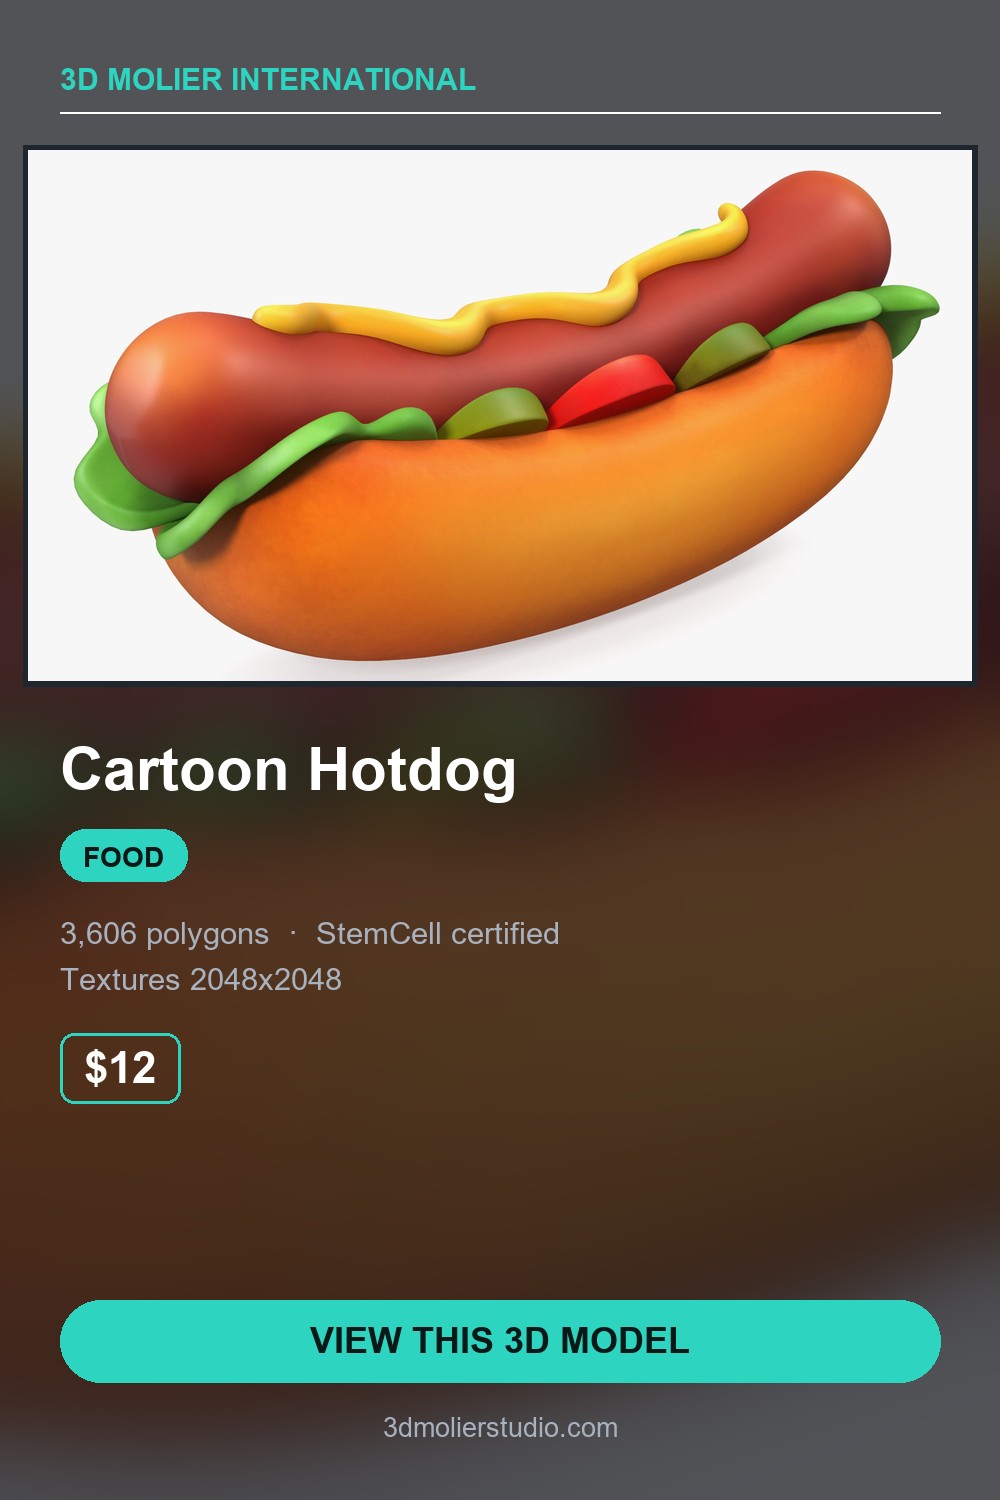 3D MOLIER INTERNATIONAL
Cartoon Hotdog
FOOD
3,606 polygons · StemCell certified
Textures 2048x2048
$12
VIEW THIS 3D MODEL
3dmolierstudio.com